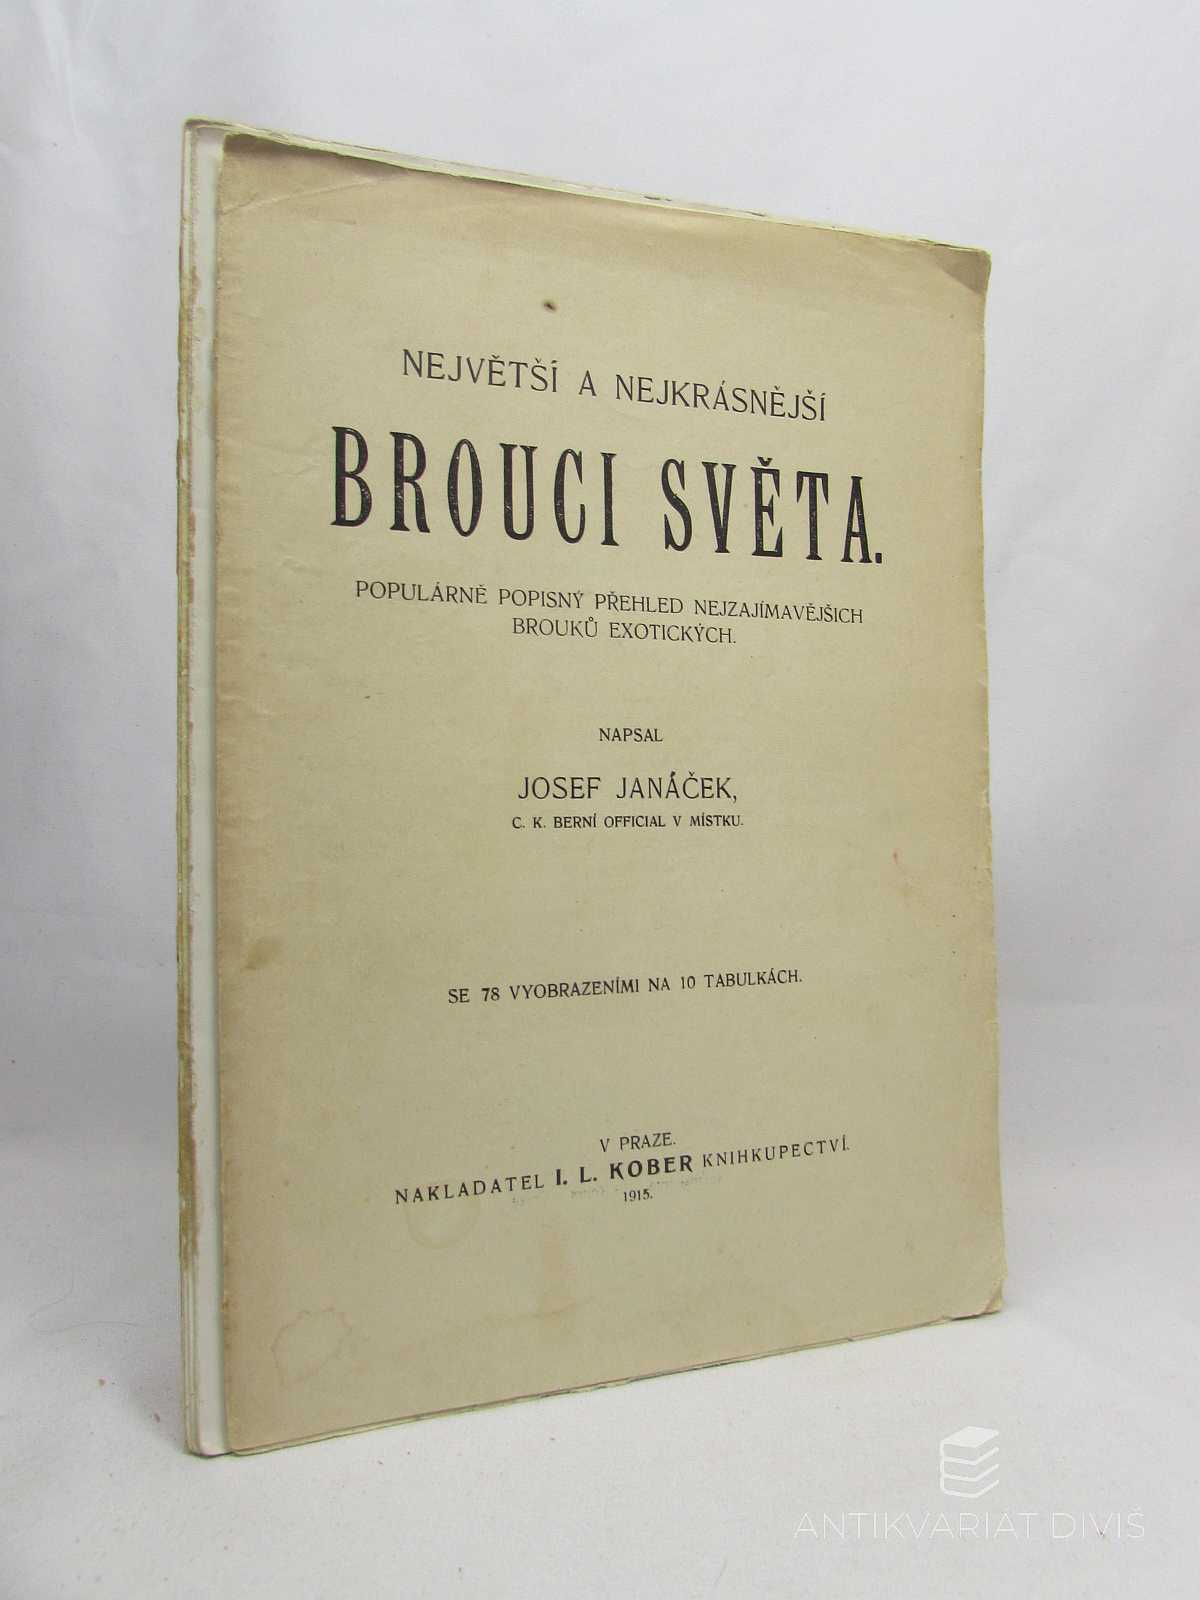 NEJVĚTŠÍ A NEJKRÁSNĚJŠÍ
BROUCI SVĚTA.
POPULÁRNĚ POPISNÝ PŘEHLED NEJZAJÍMAVĚJŠICH
BROUKŮ EXOTICKÝCH.
NAPSAL
JOSEF JANÁČEK,
C. K. BERNÍ OFFICIAL V MÍSTKU.
SE 78 VYOBRAZENÍMI NA 10 TABULKÁCH.
V PRAZE.
NAKLADATEL I. L. KOBER KNIHKUPECTVÍ.
1915.
ANTIKVARIÁT DIVIŠ